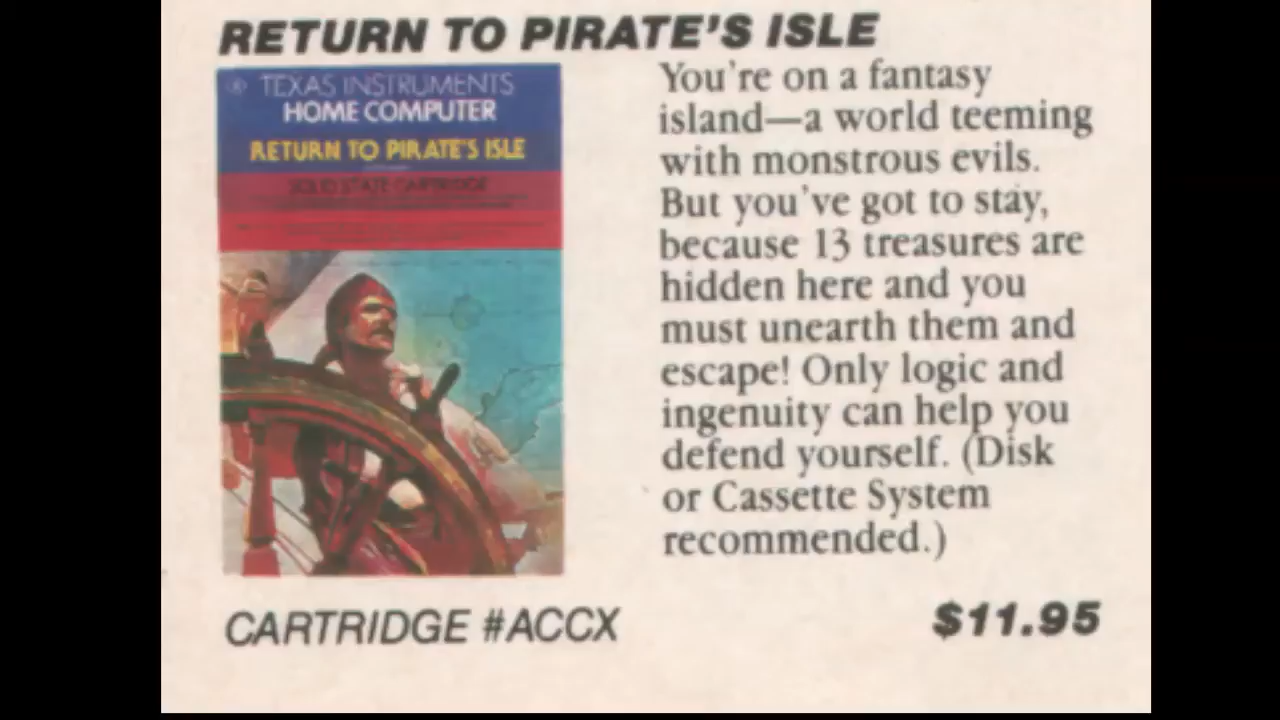 RETURN TO PIRATE'S ISLE
TEXAS INSTRUMENTS
HOME COMPUTER
RETURN TO PIRATE'S ISLE
SOLID STATE CARTRIDGE
You're on a fantasy
island—a world teeming
with monstrous evils.
But you've got to stay,
because 13 treasures are
hidden here and you
must unearth them and
escape! Only logic and
ingenuity can help you
defend yourself. (Disk
or Cassette System
recommended.)
CARTRIDGE #ACCX
$11.95